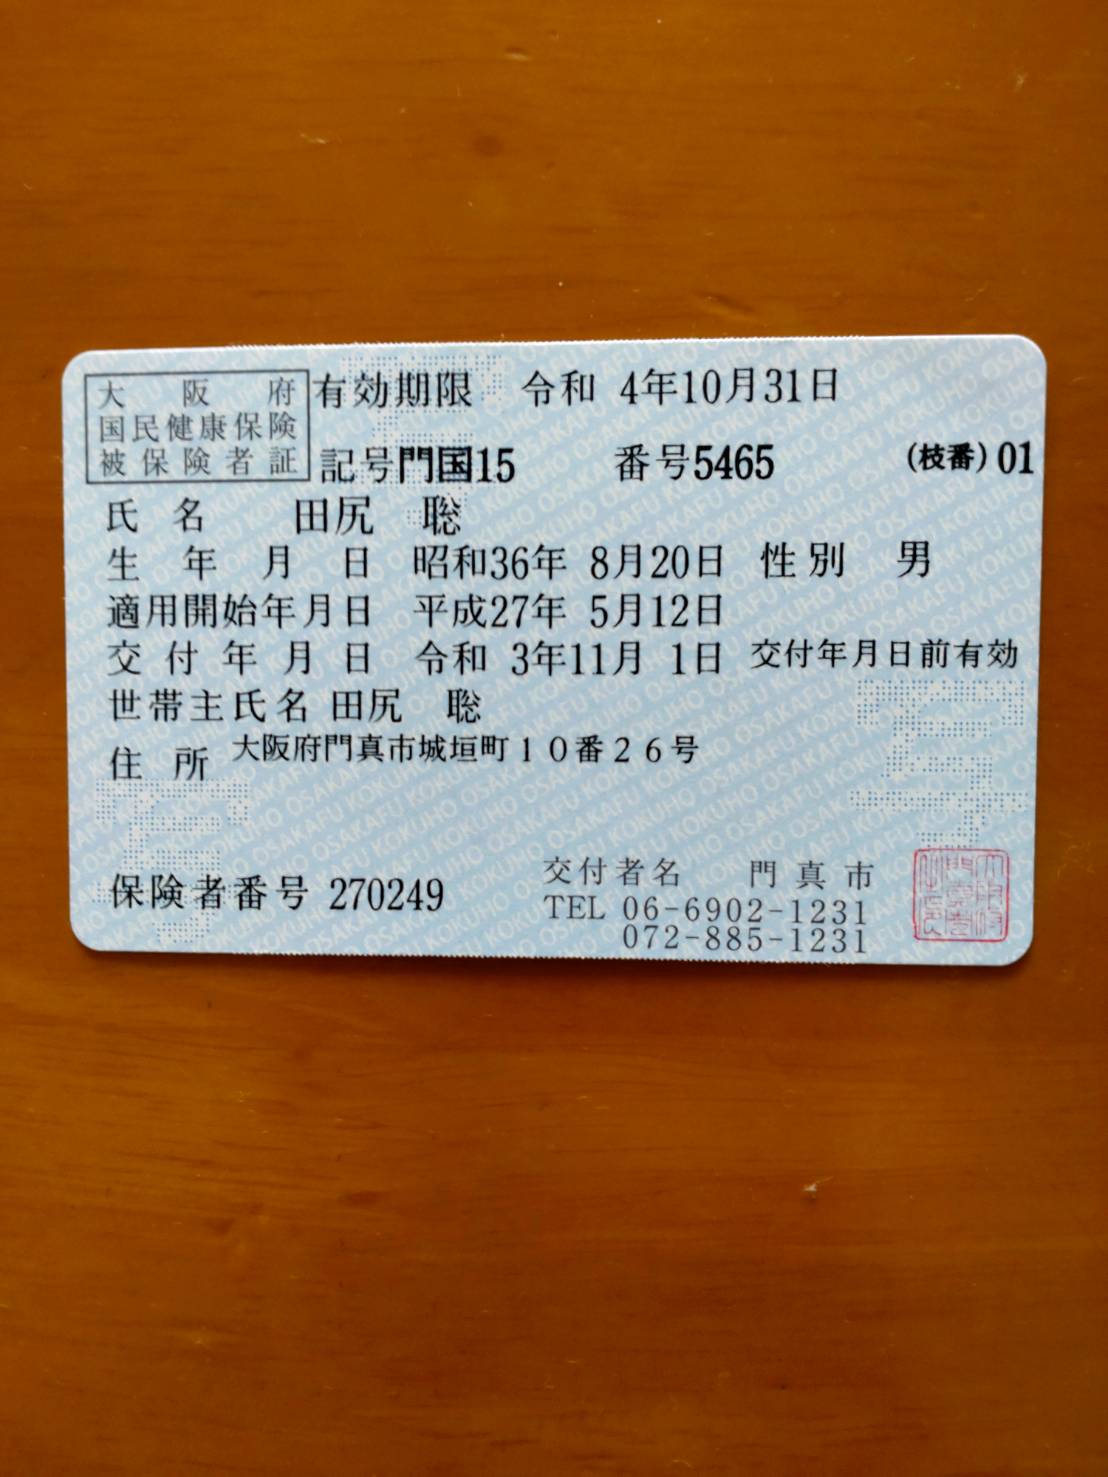 大阪府
国民健康保険
被保険者証
有効期限 令和 4年10月31日
記号門国15 番号5465 (枝番)01
氏名 田尻 聡
生年月日 昭和36年 8月20日 性別 男
適用開始年月日 平成27年 5月12日
交付年月日 令和 3年11月 1日 交付年月日前有効
世帯主氏名 田尻 聡
住所 大阪府門真市城垣町10番26号
保険者番号 270249
交付者名 門真市
TEL 06-6902-1231
072-885-1231